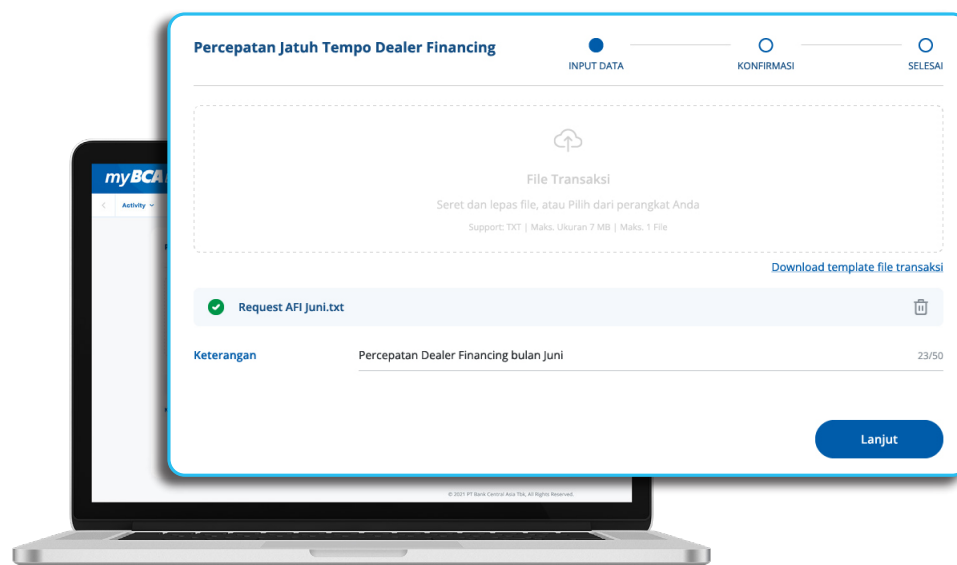 Percepatan Jatuh Tempo Dealer Financing
INPUT DATA
KONFIRMASI
SELESAI
File Transaksi
Seret dan lepas file, atau Pilih dari perangkat Anda
Support: TXT | Maks. Ukuran 7 MB | Maks. 1 File
Download template file transaksi
Request AFI Juni.txt
Keterangan
Percepatan Dealer Financing bulan Juni
23/50
Lanjut
myBCA
Activity
© 2021 PT Bank Central Asia Tbk, All Rights Reserved.